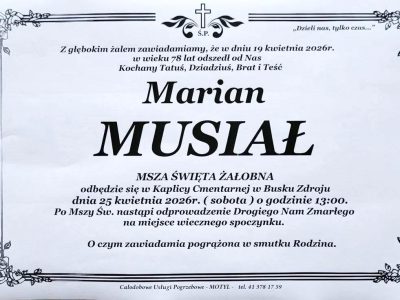 Ś.P.
„Dzieli nas, tylko czas...”
Z głębokim żalem zawiadamiamy, że w dniu 19 kwietnia 2026r.
w wieku 78 lat odszedł od Nas
Kochany Tatuś, Dziadziuś, Brat i Teść
Marian
MUSIAŁ
MSZA ŚWIĘTA ŻAŁOBNA
odbędzie się w Kaplicy Cmentarnej w Busku Zdroju
dnia 25 kwietnia 2026r. ( sobota ) o godzinie 13:00.
Po Mszy Św. nastąpi odprowadzenie Drogiego Nam Zmarłego
na miejsce wiecznego spoczynku.
O czym zawiadamia pogrążona w smutku Rodzina.
Całodobowe Usługi Pogrzebowe - MOTYL - tel. 41 378 17 59